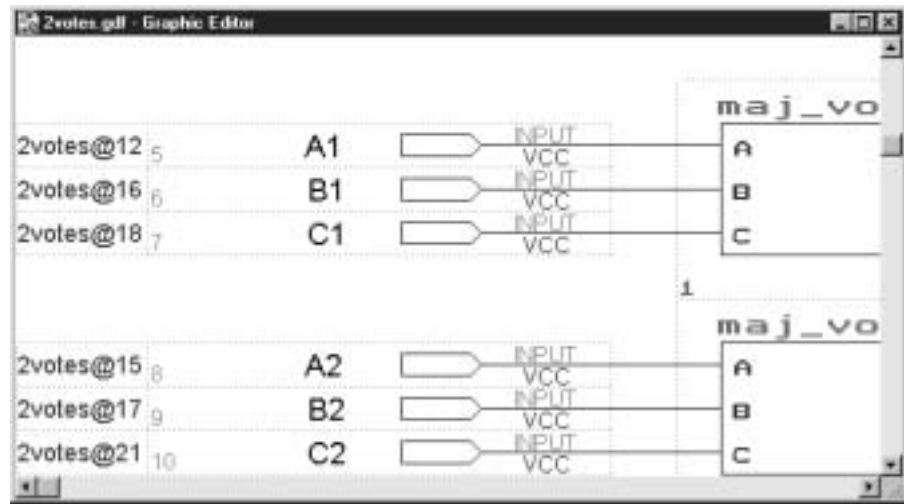 2votes.gdf - Graphic Editor
maj_vo
2votes@12 5 A1 INPUT VCC A
2votes@16 6 B1 INPUT VCC B
2votes@18 7 C1 INPUT VCC C
1
maj_vo
2votes@15 8 A2 INPUT VCC A
2votes@17 9 B2 INPUT VCC B
2votes@21 10 C2 INPUT VCC C